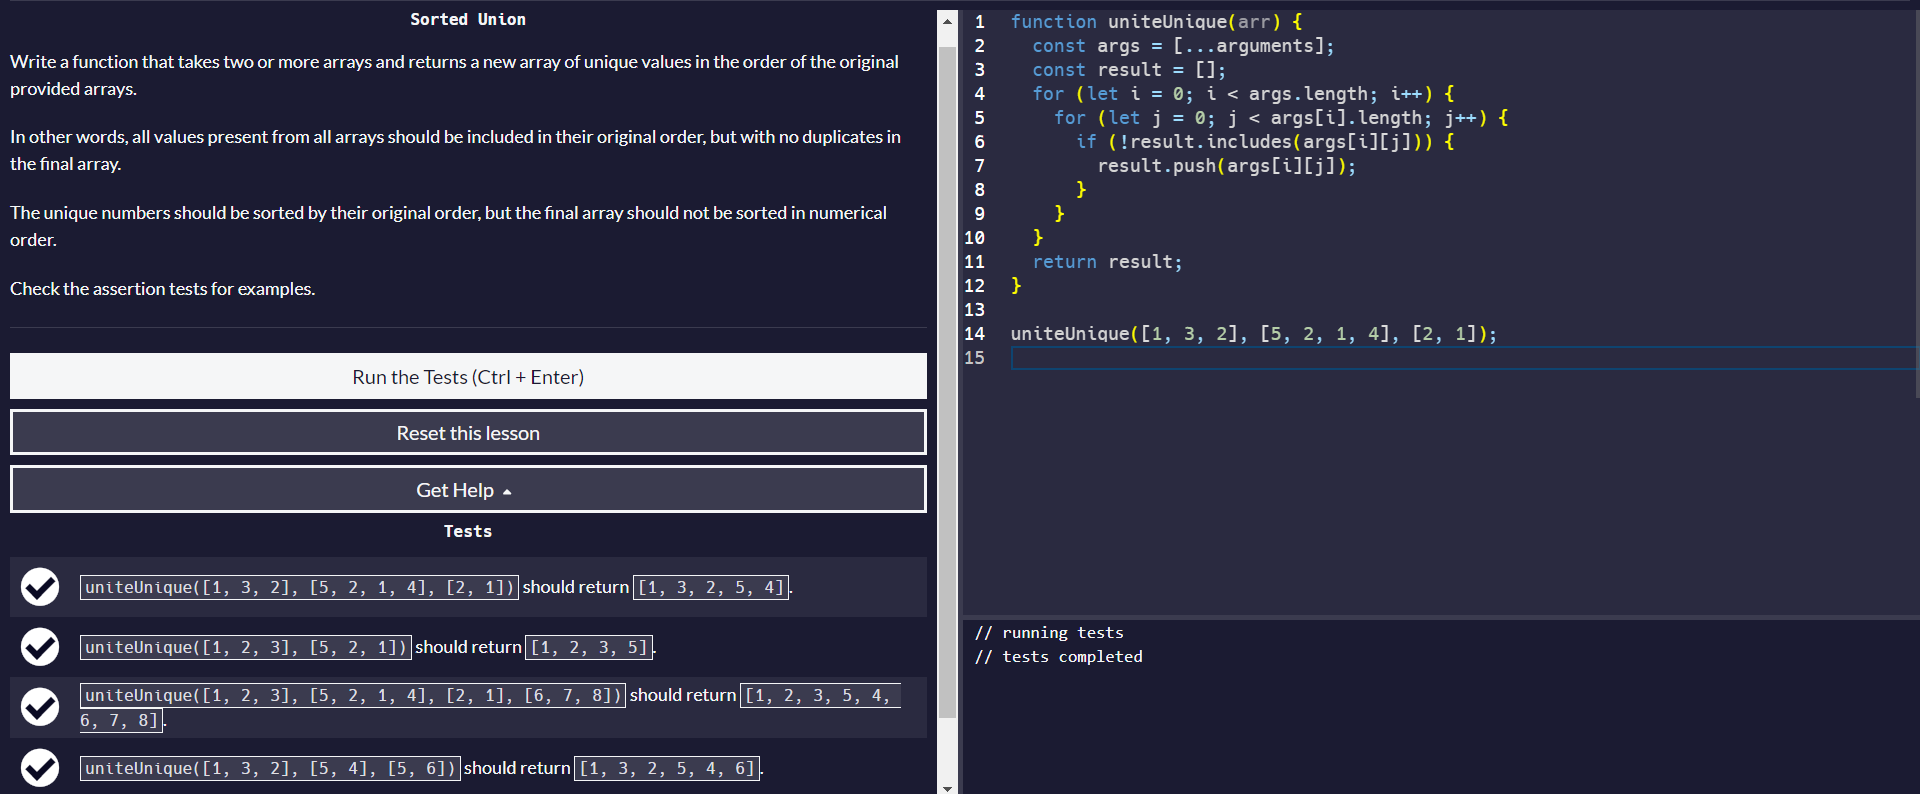 Sorted Union
Write a function that takes two or more arrays and returns a new array of unique values in the order of the original
provided arrays.
In other words, all values present from all arrays should be included in their original order, but with no duplicates in
the final array.
The unique numbers should be sorted by their original order, but the final array should not be sorted in numerical
order.
Check the assertion tests for examples.
Run the Tests (Ctrl + Enter)
Reset this lesson
Get Help
Tests
uniteUnique([1, 3, 2], [5, 2, 1, 4], [2, 1]) should return [1, 3, 2, 5, 4].
uniteUnique([1, 2, 3], [5, 2, 1]) should return [1, 2, 3, 5].
uniteUnique([1, 2, 3], [5, 2, 1, 4], [2, 1], [6, 7, 8]) should return [1, 2, 3, 5, 4,
6, 7, 8].
uniteUnique([1, 3, 2], [5, 4], [5, 6]) should return [1, 3, 2, 5, 4, 6].
1 function uniteUnique(arr) {
2   const args = [...arguments];
3   const result = [];
4   for (let i = 0; i < args.length; i++) {
5     for (let j = 0; j < args[i].length; j++) {
6       if (!result.includes(args[i][j])) {
7         result.push(args[i][j]);
8       }
9     }
10   }
11   return result;
12 }
13
14 uniteUnique([1, 3, 2], [5, 2, 1, 4], [2, 1]);
15
// running tests
// tests completed